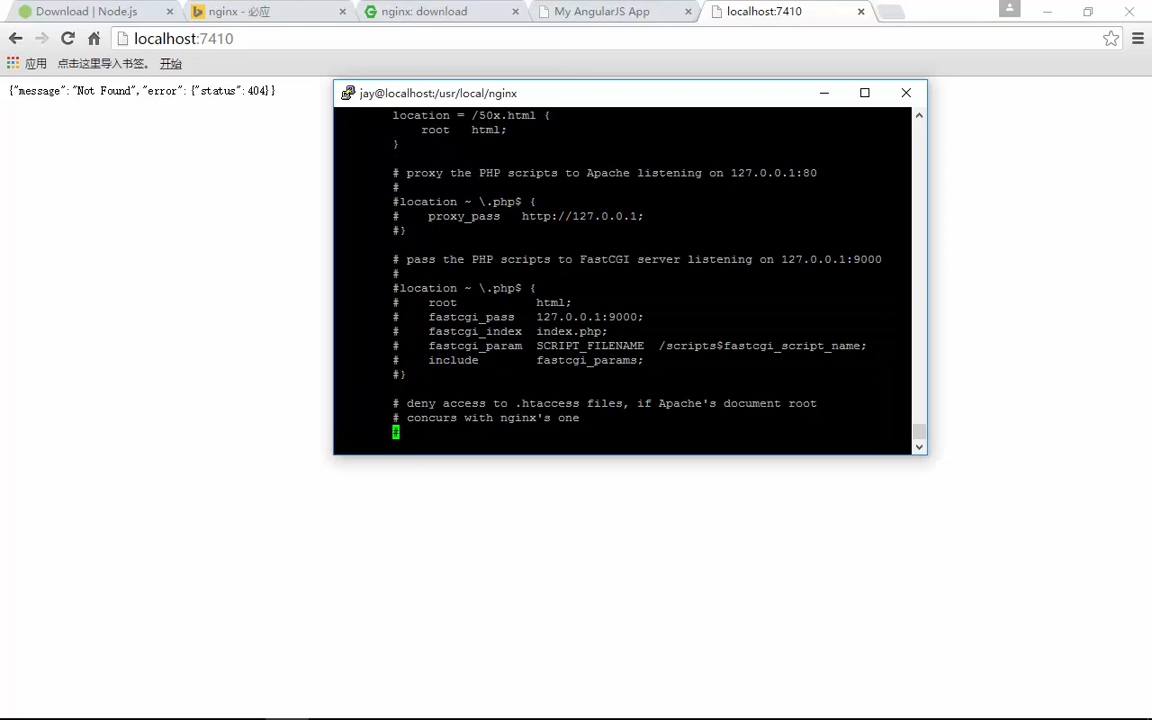 Download | Node.js
nginx - 必应
nginx: download
My AngularJS App
localhost:7410
localhost:7410
应用 点击这里导入书签。 开始
{"message":"Not Found","error":{"status":404}}
jay@localhost:/usr/local/nginx
location = /50x.html {
root html;
}
# proxy the PHP scripts to Apache listening on 127.0.0.1:80
#
#location ~ \.php$ {
# proxy_pass http://127.0.0.1;
#}
# pass the PHP scripts to FastCGI server listening on 127.0.0.1:9000
#
#location ~ \.php$ {
# root html;
# fastcgi_pass 127.0.0.1:9000;
# fastcgi_index index.php;
# fastcgi_param SCRIPT_FILENAME /scripts$fastcgi_script_name;
# include fastcgi_params;
#}
# deny access to .htaccess files, if Apache's document root
# concurs with nginx's one
#